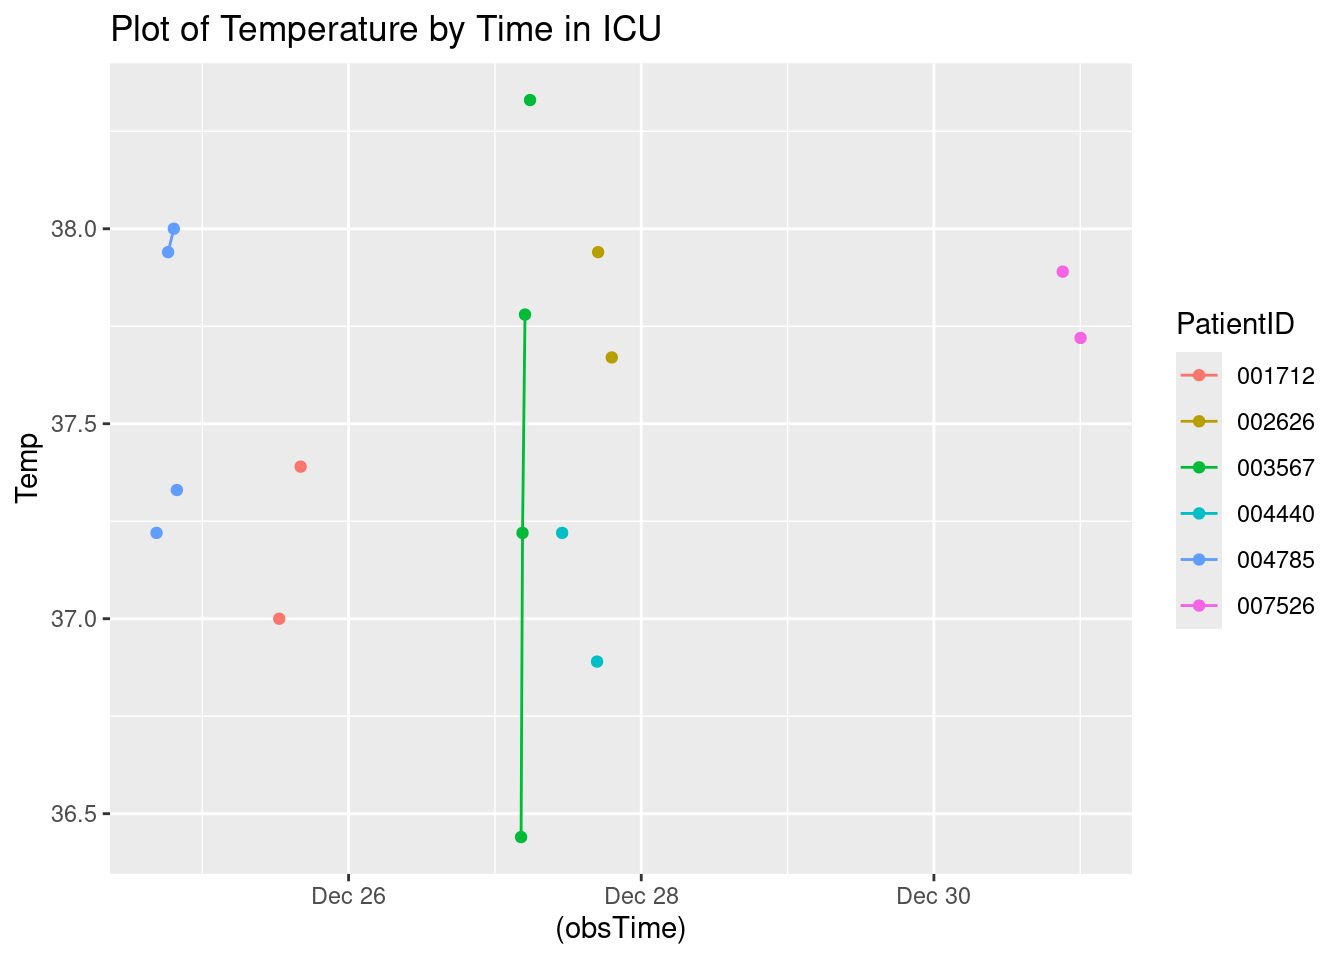 Plot of Temperature by Time in ICU
38.0
37.5
37.0
36.5
Temp
Dec 26
Dec 28
Dec 30
(obsTime)
PatientID
001712
002626
003567
004440
004785
007526